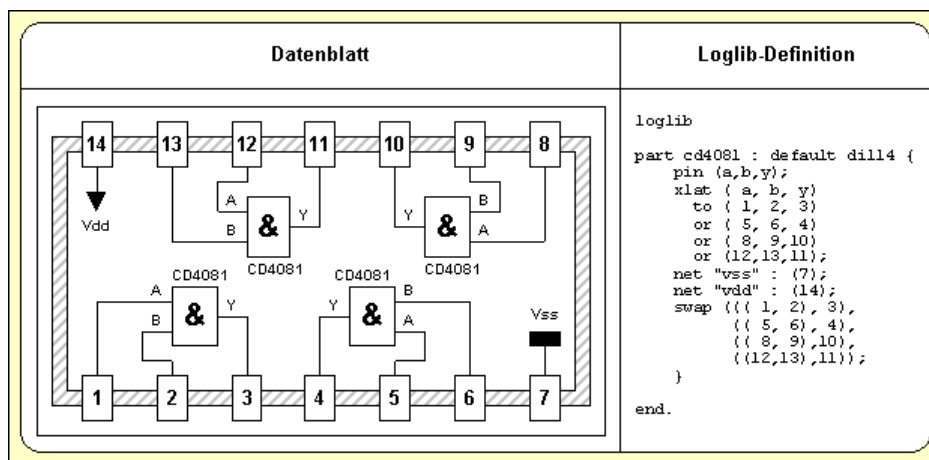 Datenblatt
Loglib-Definition
14 13 12 11 10 9 8
Vdd
A
B
&
Y
CD4081
Y
&
B
A
CD4081
CD4081
A
B
&
Y
CD4081
Y
&
B
A
Vss
1 2 3 4 5 6 7
loglib
part cd4081 : default dil14 {
pin (a,b,y);
xlat ( a, b, y)
to ( 1, 2, 3)
or ( 5, 6, 4)
or ( 8, 9,10)
or (12,13,11);
net "vss" : (7);
net "vdd" : (14);
swap ((( 1, 2), 3),
(( 5, 6), 4),
(( 8, 9),10),
((12,13),11));
}
end.